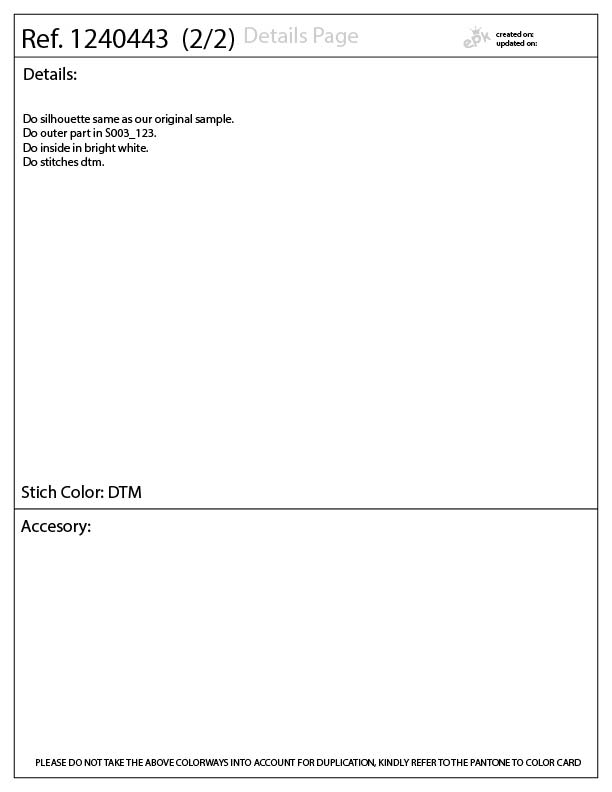 Ref. 1240443 (2/2) Details Page
epk
created on:
updated on:
Details:
Do silhouette same as our original sample.
Do outer part in S003_123.
Do inside in bright white.
Do stitches dtm.
Stich Color: DTM
Accesory:
PLEASE DO NOT TAKE THE ABOVE COLORWAYS INTO ACCOUNT FOR DUPLICATION, KINDLY REFER TO THE PANTONE TO COLOR CARD